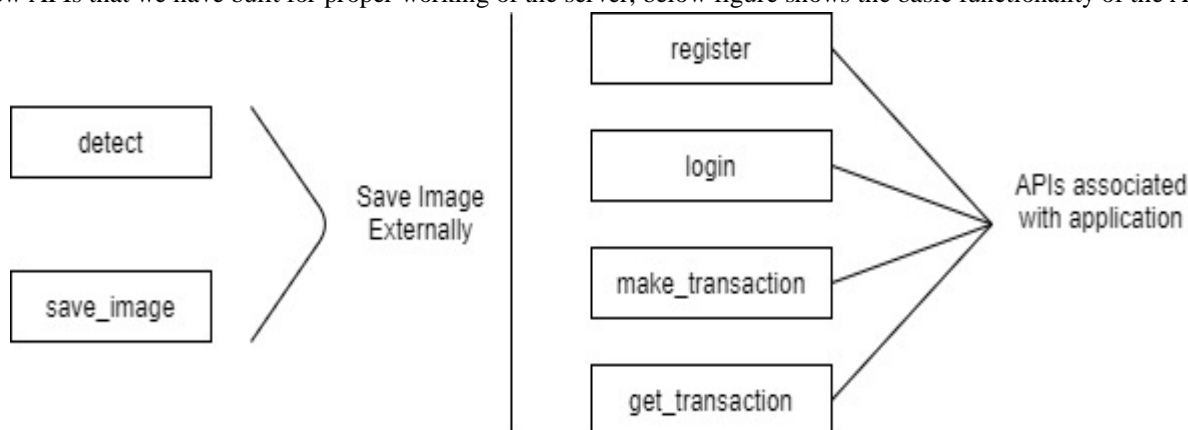 APIs that we have built for proper working of the server, below figure shows the basic functionality of the
detect
save_image
Save Image
Externally
register
login
make_transaction
get_transaction
APIs associated
with application